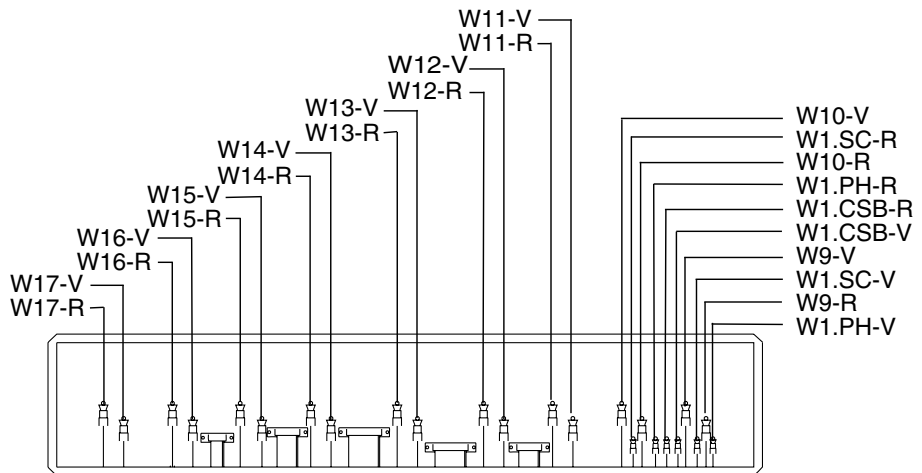 W11-V
W11-R
W12-V
W12-R
W13-V
W13-R
W14-V
W14-R
W15-V
W15-R
W16-V
W16-R
W17-V
W17-R
W10-V
W1.SC-R
W10-R
W1.PH-R
W1.CSB-R
W1.CSB-V
W9-V
W1.SC-V
W9-R
W1.PH-V